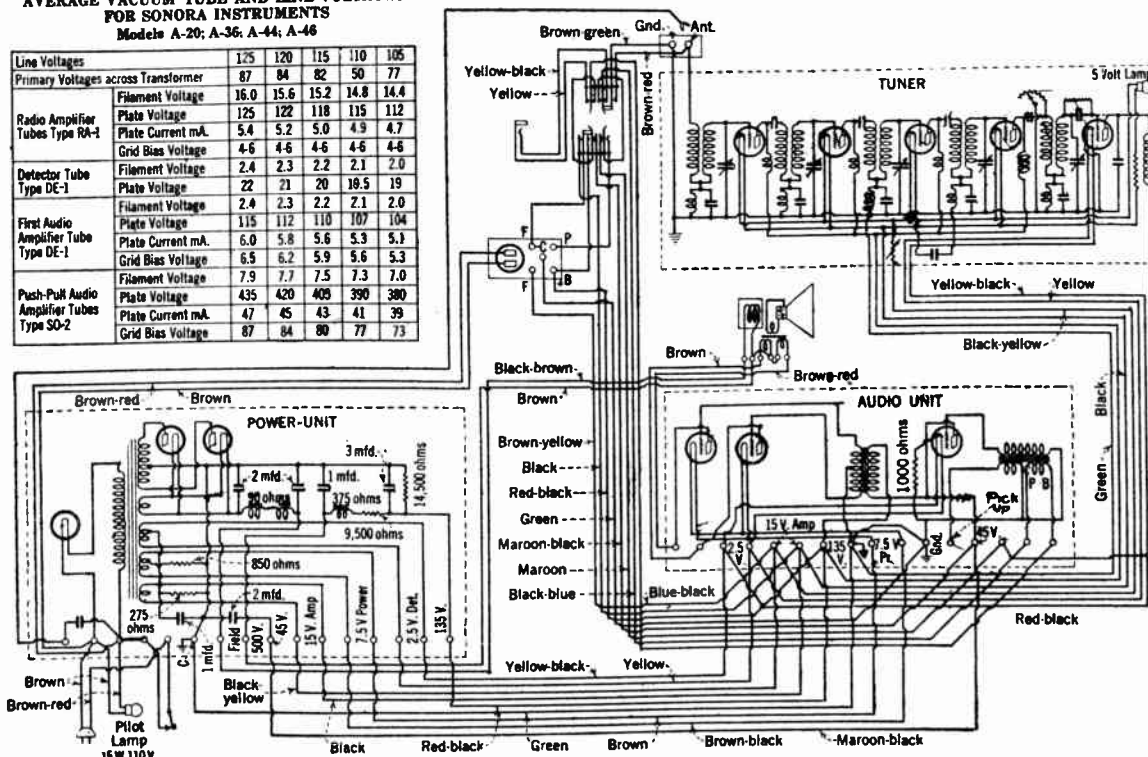 AVERAGE VACUUM TUBE AND LINE VOLTAGES
FOR SONORA INSTRUMENTS
Models A-20; A-36; A-44; A-46
Line Voltages 125 120 115 110 105
Primary Voltages across Transformer 87 84 82 50 77
Radio Amplifier Tubes Type RA-1
Filament Voltage 16.0 15.6 15.2 14.8 14.4
Plate Voltage 125 122 118 115 112
Plate Current mA. 5.4 5.2 5.0 4.9 4.7
Grid Bias Voltage 4-6 4-6 4-6 4-6 4-6
Detector Tube Type DE-1
Filament Voltage 2.4 2.3 2.2 2.1 2.0
Plate Voltage 22 21 20 19.5 19
First Audio Amplifier Tube Type DE-1
Filament Voltage 2.4 2.3 2.2 2.1 2.0
Plate Voltage 115 112 110 107 104
Plate Current mA. 6.0 5.8 5.6 5.3 5.1
Grid Bias Voltage 6.5 6.2 5.9 5.6 5.3
Push-Pull Audio Amplifier Tubes Type SO-2
Filament Voltage 7.9 7.7 7.5 7.3 7.0
Plate Voltage 435 420 405 390 380
Plate Current mA. 47 45 43 41 39
Grid Bias Voltage 87 84 80 77 73
Gnd. Ant.
Brown-green
Yellow-black
Yellow
Brown-red
TUNER
5 Volt Lamp
F P
C
F B
Yellow-black Yellow
Black-yellow
Brown
Brown-red
Black-brown
Brown
Brown-red Brown
Black
Green
POWER-UNIT
3 mfd.
2 mfd. 1 mfd.
90 ohms 375 ohms
14,500 ohms
9,500 ohms
850 ohms
2 mfd.
275 ohms
C.
1 mfd.
Field
500 V.
45 V.
15 V. Amp
7.5 V Power
2.5 V. Det.
135 V.
Brown-yellow
Black
Red-black
Green
Maroon-black
Maroon
Black-blue
AUDIO UNIT
1000 ohms
P B
Pick up
15 V. Amp
2.5 V
135 V
7.5 V Pr.
Gnd.
45V.
Blue-black
Red-black
Brown
Brown-red
Pilot Lamp
15 W. 110 V.
Black yellow
Yellow-black Yellow
Black Red-black Green Brown Brown-black Maroon-black